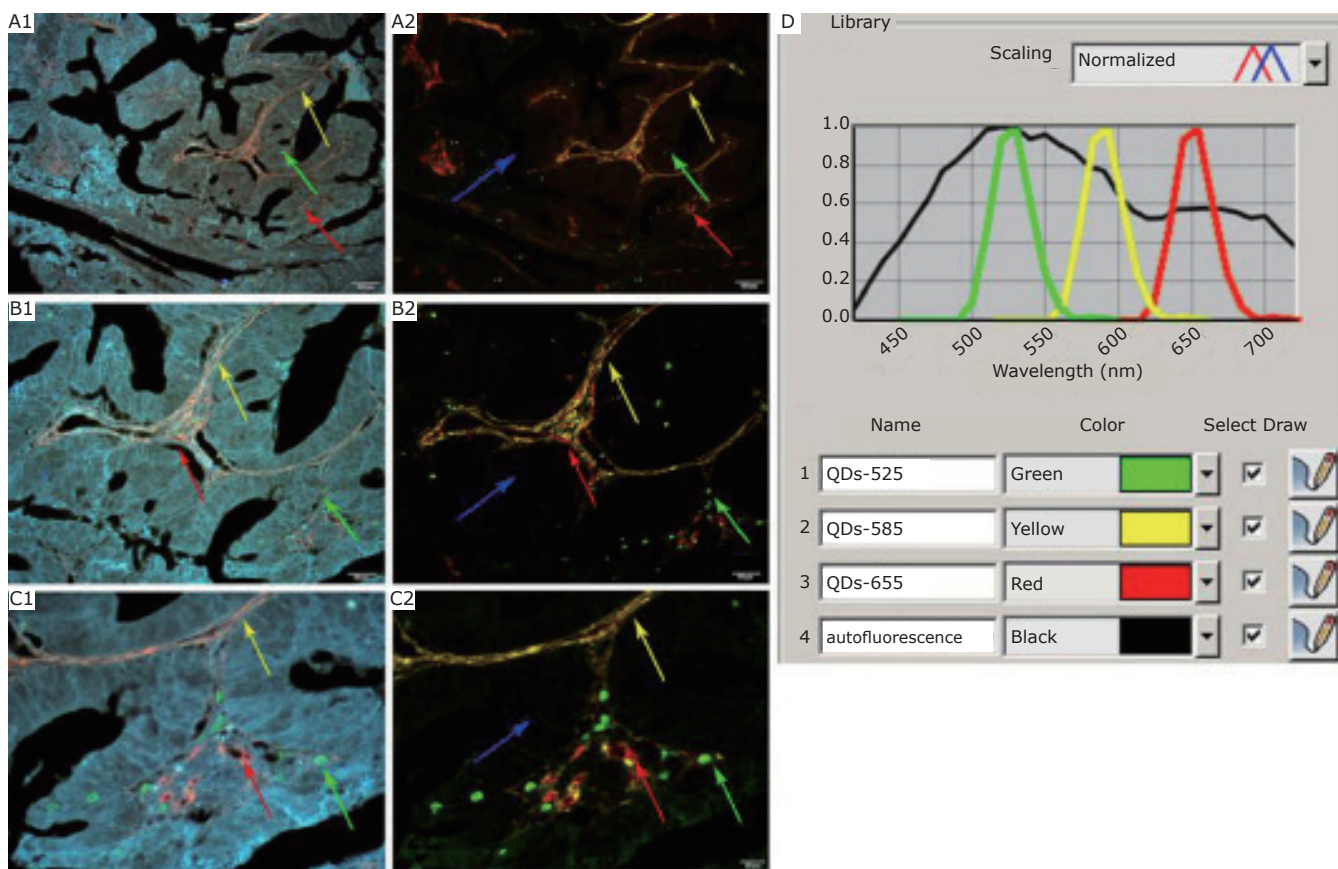 A1
A2
B1
B2
C1
C2
D
Library
Scaling
Normalized
1.0
0.8
0.6
0.4
0.2
0.0
450
500
550
600
650
700
Wavelength (nm)
Name Color Select Draw
1 QDs-525 Green
2 QDs-585 Yellow
3 QDs-655 Red
4 autofluorescence Black